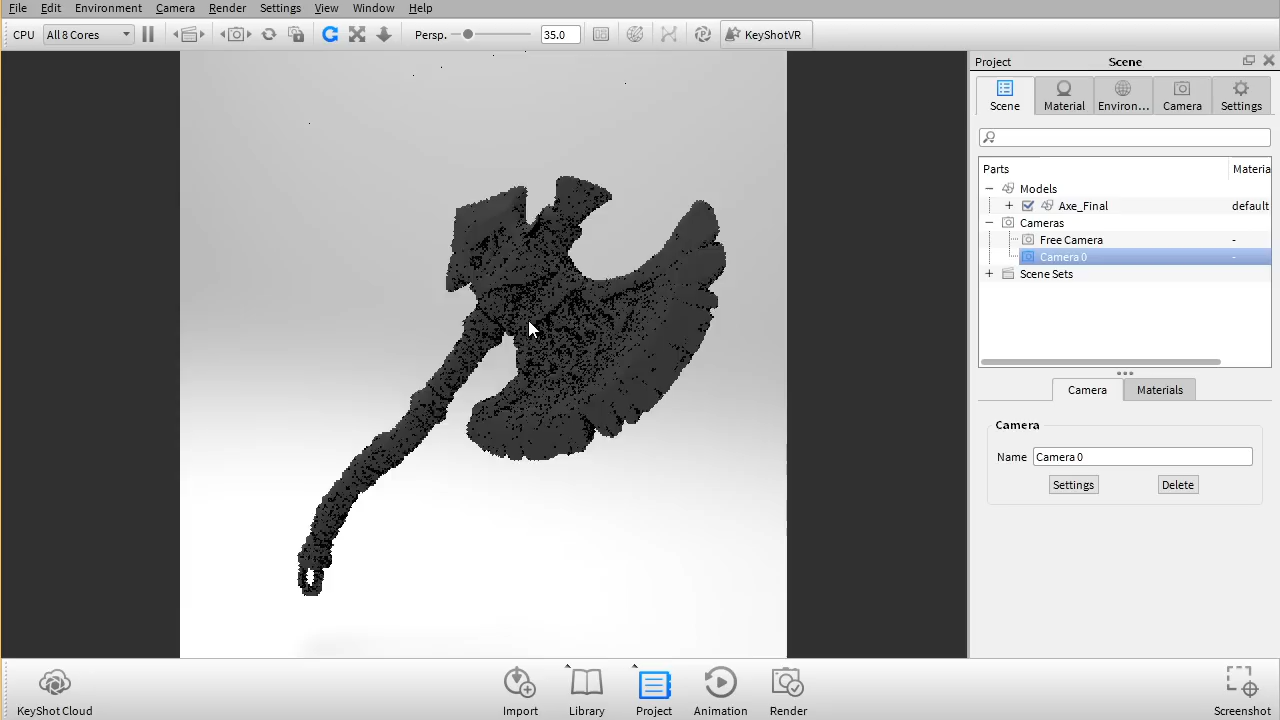 File Edit Environment Camera Render Settings View Window Help
CPU All 8 Cores Persp. 35.0 KeyShotVR
Project Scene
Scene Material Environ... Camera Settings
Parts Materia
Models
Axe_Final default
Cameras
Free Camera -
Camera 0 -
Scene Sets
Camera Materials
Camera
Name Camera 0
Settings Delete
KeyShot Cloud Import Library Project Animation Render Screenshot